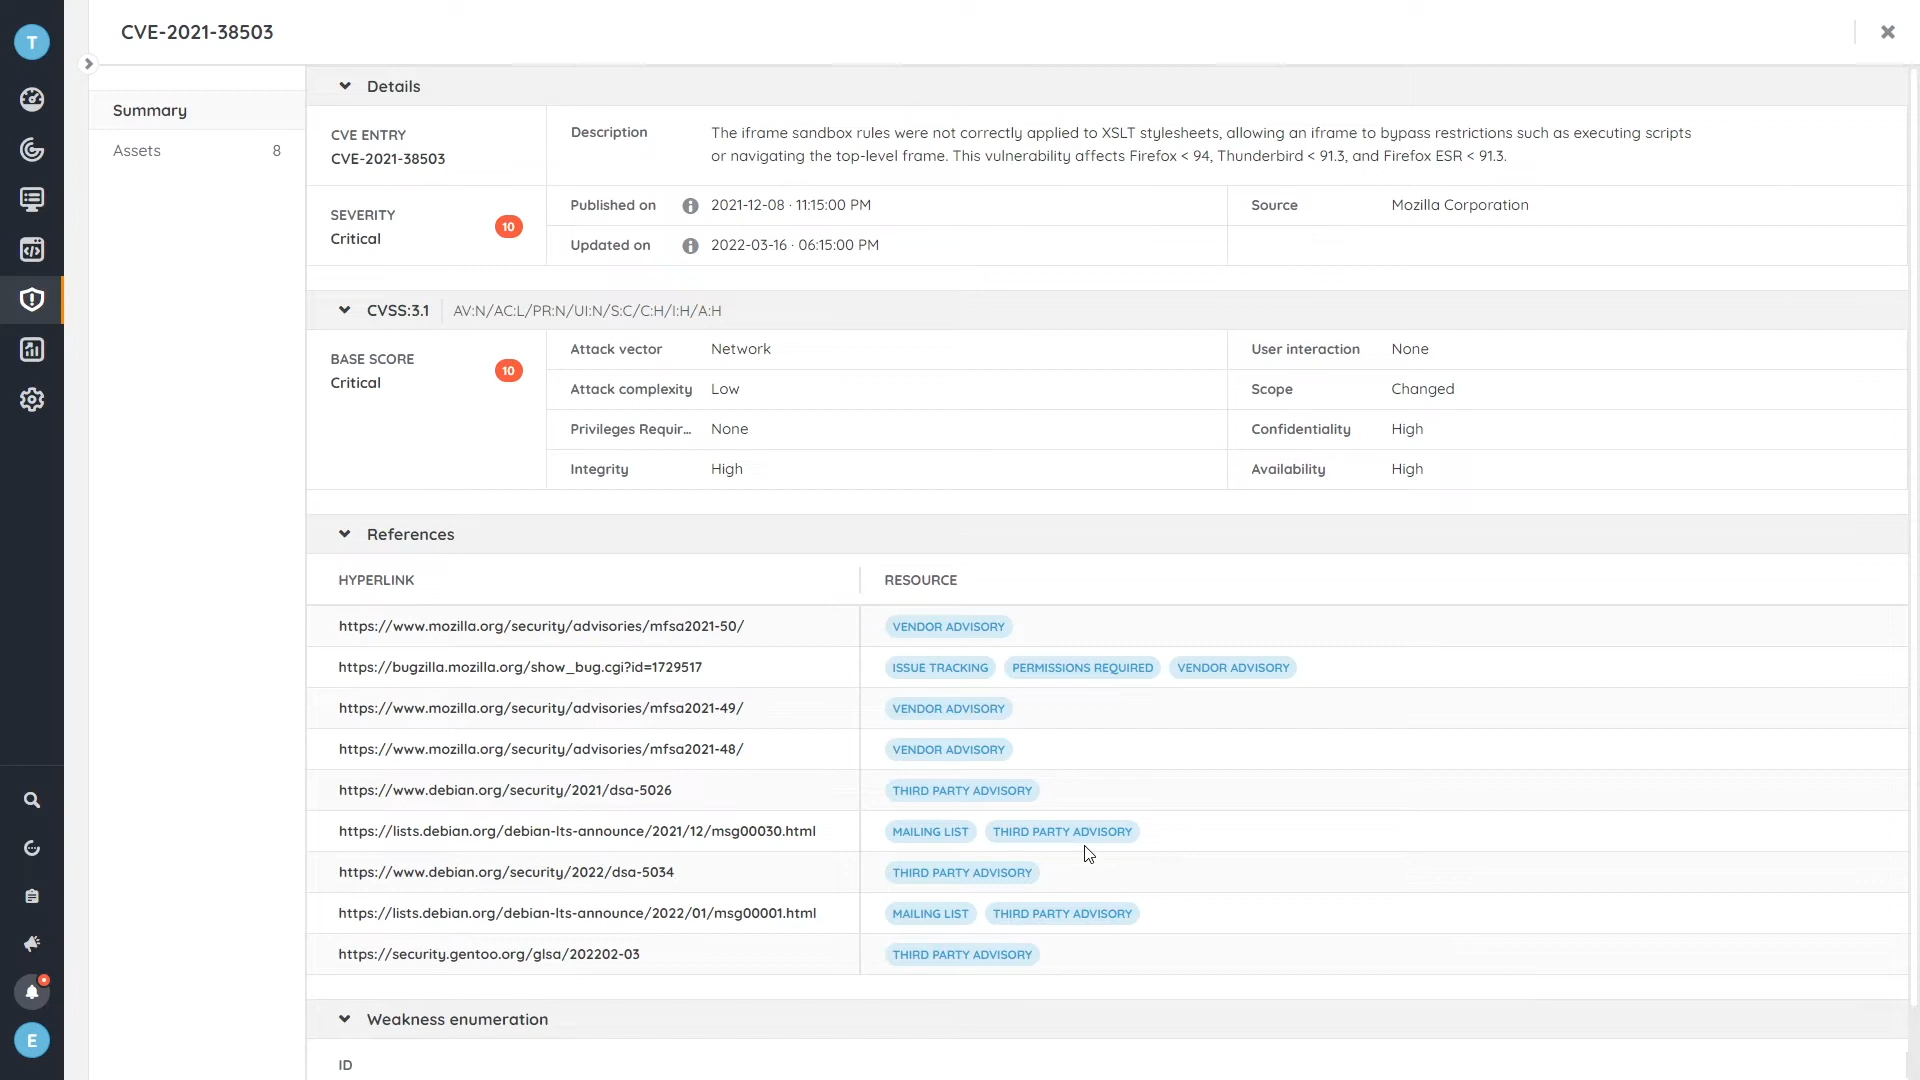 T
CVE-2021-38503
Summary
Assets 8
Details
CVE ENTRY
CVE-2021-38503
Description
The iframe sandbox rules were not correctly applied to XSLT stylesheets, allowing an iframe to bypass restrictions such as executing scripts
or navigating the top-level frame. This vulnerability affects Firefox < 94, Thunderbird < 91.3, and Firefox ESR < 91.3.
SEVERITY
Critical
10
Published on 2021-12-08 · 11:15:00 PM
Source Mozilla Corporation
Updated on 2022-03-16 · 06:15:00 PM
CVSS:3.1 AV:N/AC:L/PR:N/UI:N/S:C/C:H/I:H/A:H
BASE SCORE
Critical
10
Attack vector Network
User interaction None
Attack complexity Low
Scope Changed
Privileges Requir... None
Confidentiality High
Integrity High
Availability High
References
HYPERLINK RESOURCE
https://www.mozilla.org/security/advisories/mfsa2021-50/ VENDOR ADVISORY
https://bugzilla.mozilla.org/show_bug.cgi?id=1729517 ISSUE TRACKING PERMISSIONS REQUIRED VENDOR ADVISORY
https://www.mozilla.org/security/advisories/mfsa2021-49/ VENDOR ADVISORY
https://www.mozilla.org/security/advisories/mfsa2021-48/ VENDOR ADVISORY
https://www.debian.org/security/2021/dsa-5026 THIRD PARTY ADVISORY
https://lists.debian.org/debian-lts-announce/2021/12/msg00030.html MAILING LIST THIRD PARTY ADVISORY
https://www.debian.org/security/2022/dsa-5034 THIRD PARTY ADVISORY
https://lists.debian.org/debian-lts-announce/2022/01/msg00001.html MAILING LIST THIRD PARTY ADVISORY
https://security.gentoo.org/glsa/202202-03 THIRD PARTY ADVISORY
Weakness enumeration
ID
E